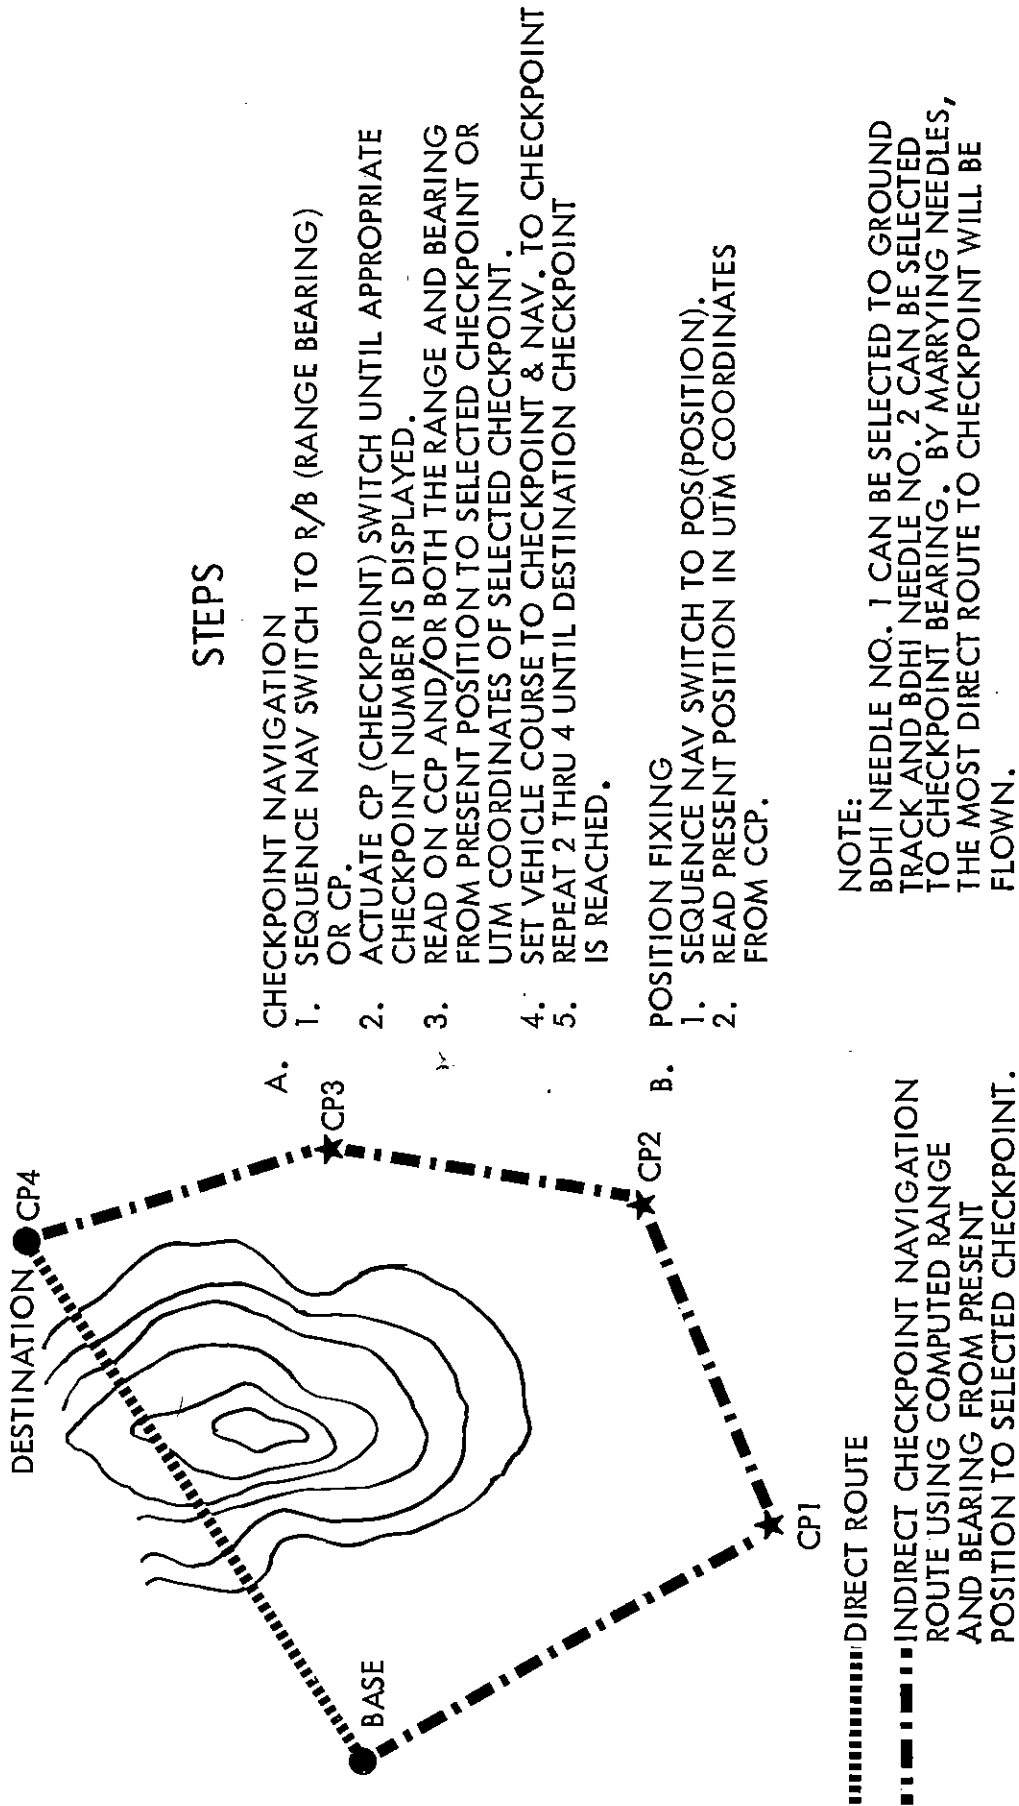 DESTINATION
CP4
CP3
BASE
CP2
CP1
DIRECT ROUTE
INDIRECT CHECKPOINT NAVIGATION
ROUTE USING COMPUTED RANGE
AND BEARING FROM PRESENT
POSITION TO SELECTED CHECKPOINT.
STEPS
A. CHECKPOINT NAVIGATION
1. SEQUENCE NAV SWITCH TO R/B (RANGE BEARING)
OR CP.
2. ACTUATE CP (CHECKPOINT) SWITCH UNTIL APPROPRIATE
CHECKPOINT NUMBER IS DISPLAYED.
3. READ ON CCP AND/OR BOTH THE RANGE AND BEARING
FROM PRESENT POSITION TO SELECTED CHECKPOINT OR
UTM COORDINATES OF SELECTED CHECKPOINT.
4. SET VEHICLE COURSE TO CHECKPOINT & NAV. TO CHECKPOINT
5. REPEAT 2 THRU 4 UNTIL DESTINATION CHECKPOINT
IS REACHED.
B. POSITION FIXING
1. SEQUENCE NAV SWITCH TO POS(POSITION).
2. READ PRESENT POSITION IN UTM COORDINATES
FROM CCP.
NOTE:
BDHI NEEDLE NO. 1 CAN BE SELECTED TO GROUND
TRACK AND BDHI NEEDLE NO. 2 CAN BE SELECTED
TO CHECKPOINT BEARING. BY MARRYING NEEDLES,
THE MOST DIRECT ROUTE TO CHECKPOINT WILL BE
FLOWN.